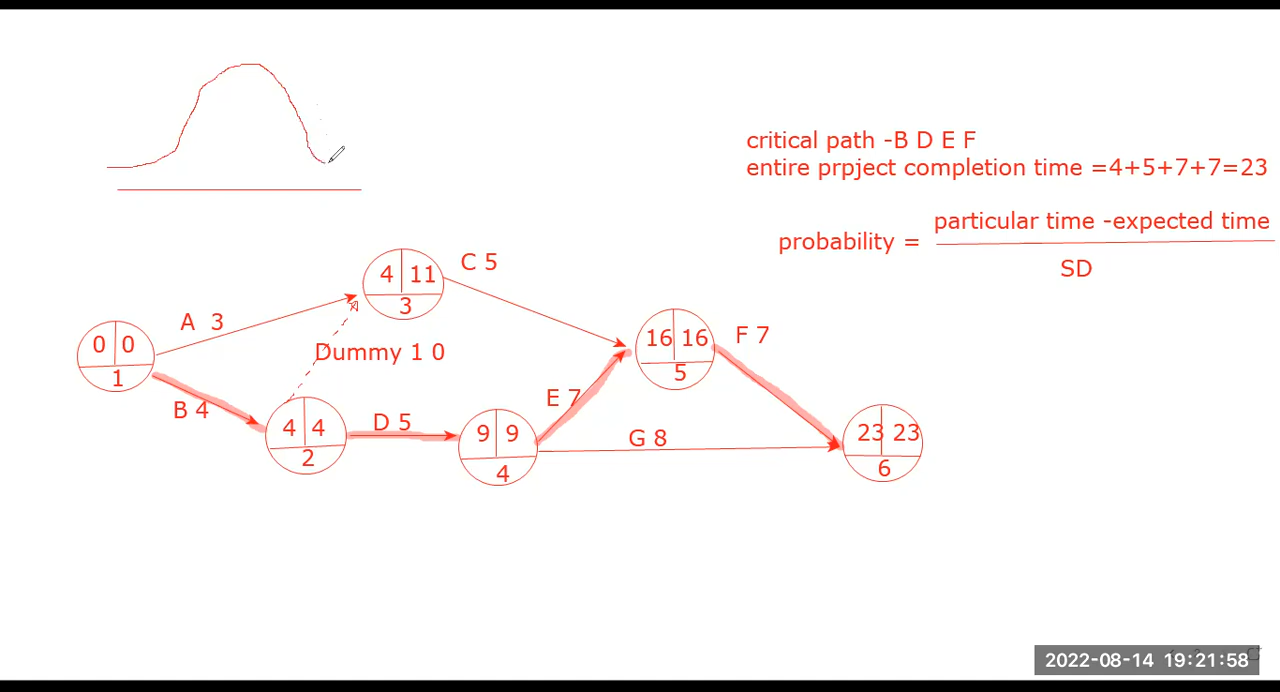 critical path -B D E F
entire prpject completion time =4+5+7+7=23
particular time -expected time
probability =
SD
4 11
3
C 5
A 3
0 0
1
Dummy 1 0
16 16
5
F 7
B 4
4 4
2
D 5
E 7
9 9
4
G 8
23 23
6
2022-08-14 19:21:58